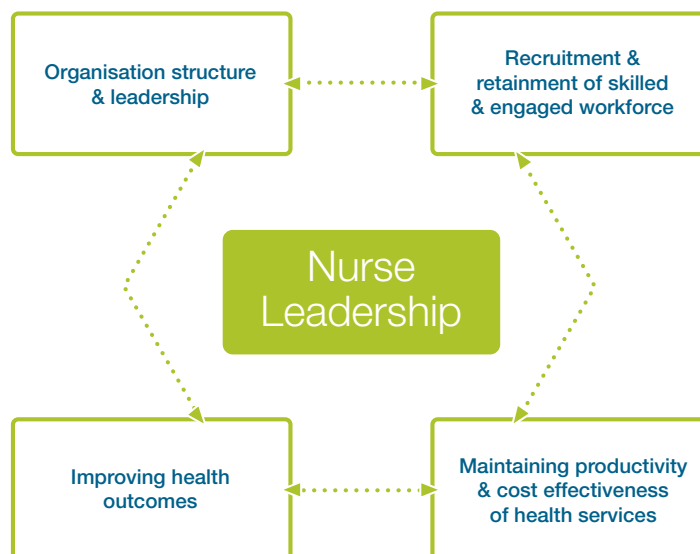 Organisation structure
& leadership
Recruitment &
retainment of skilled
& engaged workforce
Nurse
Leadership
Improving health
outcomes
Maintaining productivity
& cost effectiveness
of health services